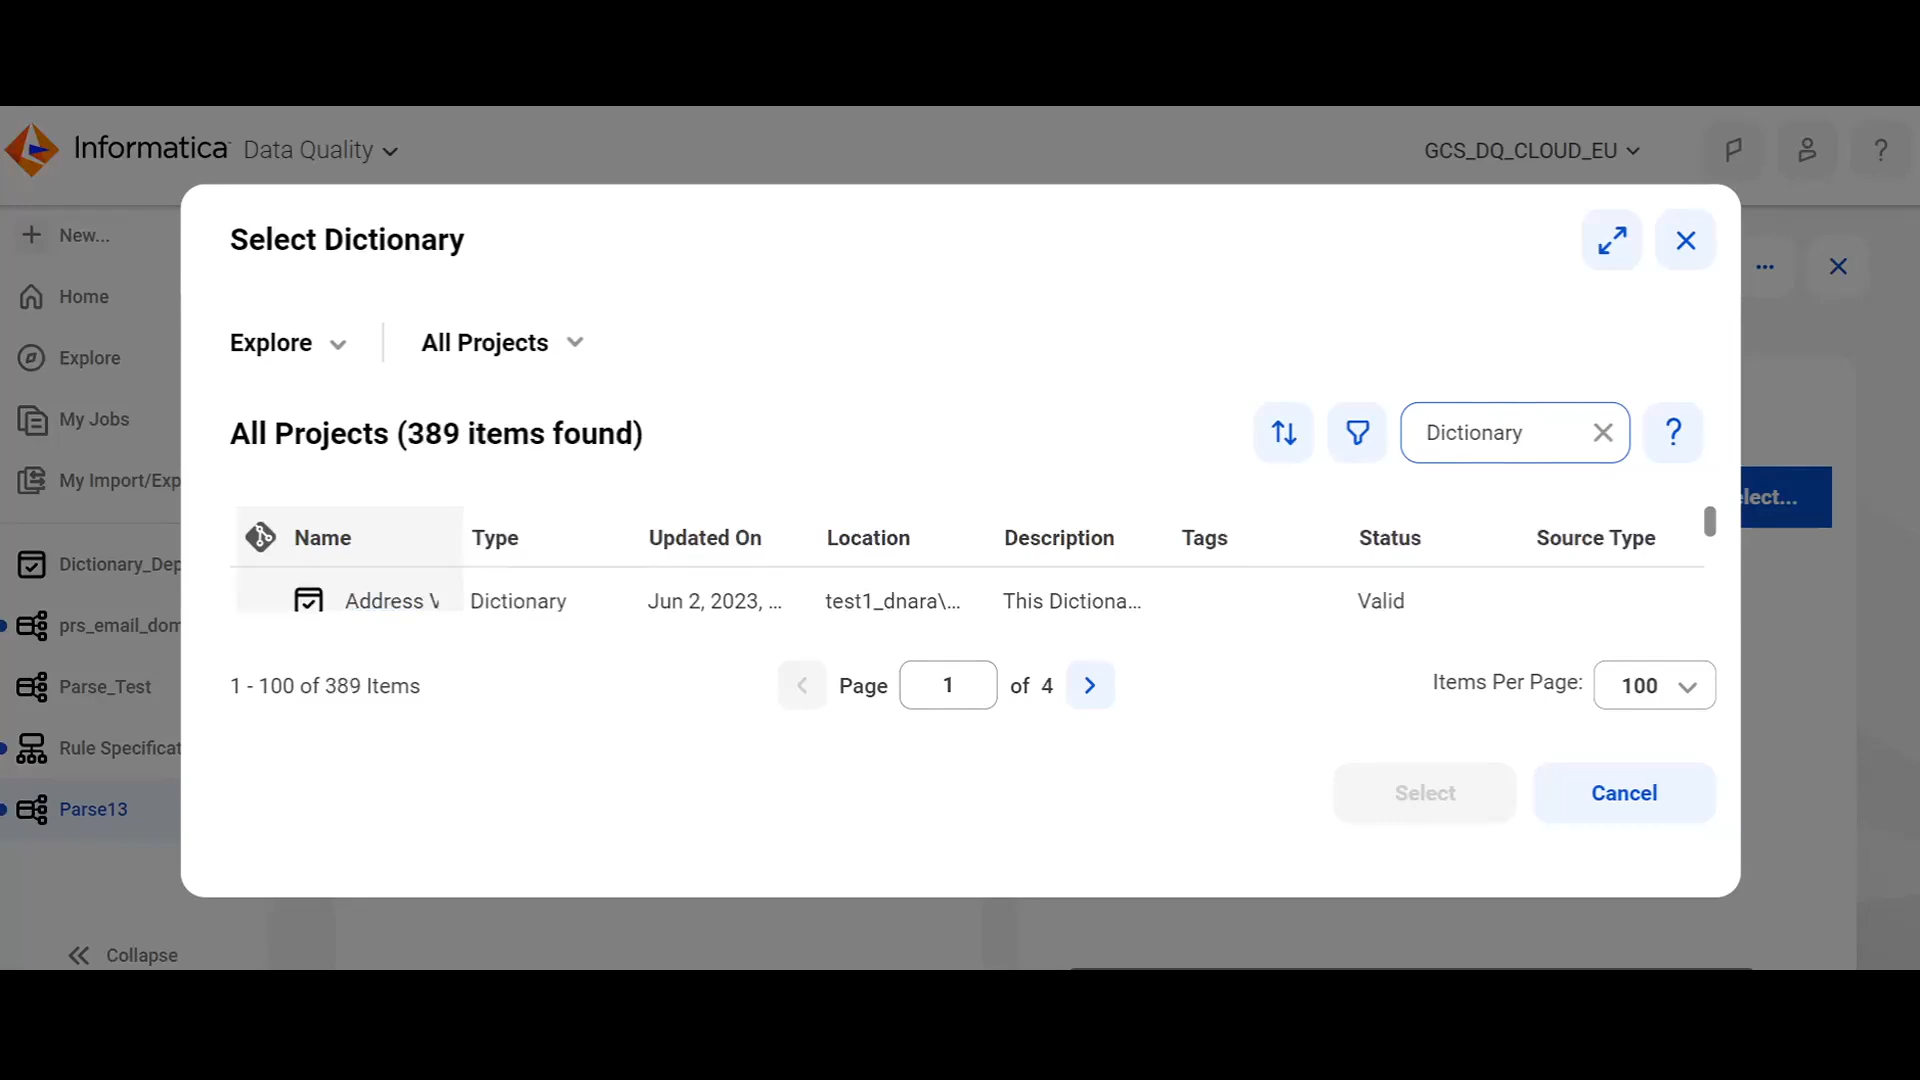 Informatica Data Quality
GCS_DQ_CLOUD_EU
?
New...
Home
Explore
My Jobs
My Import/Exp
Dictionary_Dep
prs_email_dom
Parse_Test
Rule Specificat
Parse13
Collapse
Select Dictionary
Explore
All Projects
All Projects (389 items found)
Dictionary
?
elect...
Name Type Updated On Location Description Tags Status Source Type
Address V Dictionary Jun 2, 2023, ... test1_dnara\... This Dictiona... Valid
1 - 100 of 389 Items
Page 1 of 4
Items Per Page: 100
Select
Cancel